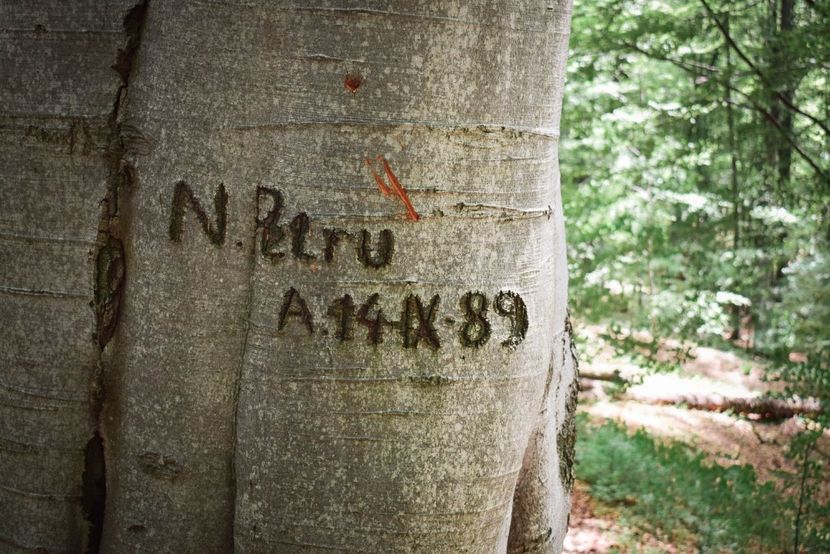 N. Petru
A. 14-IX-89